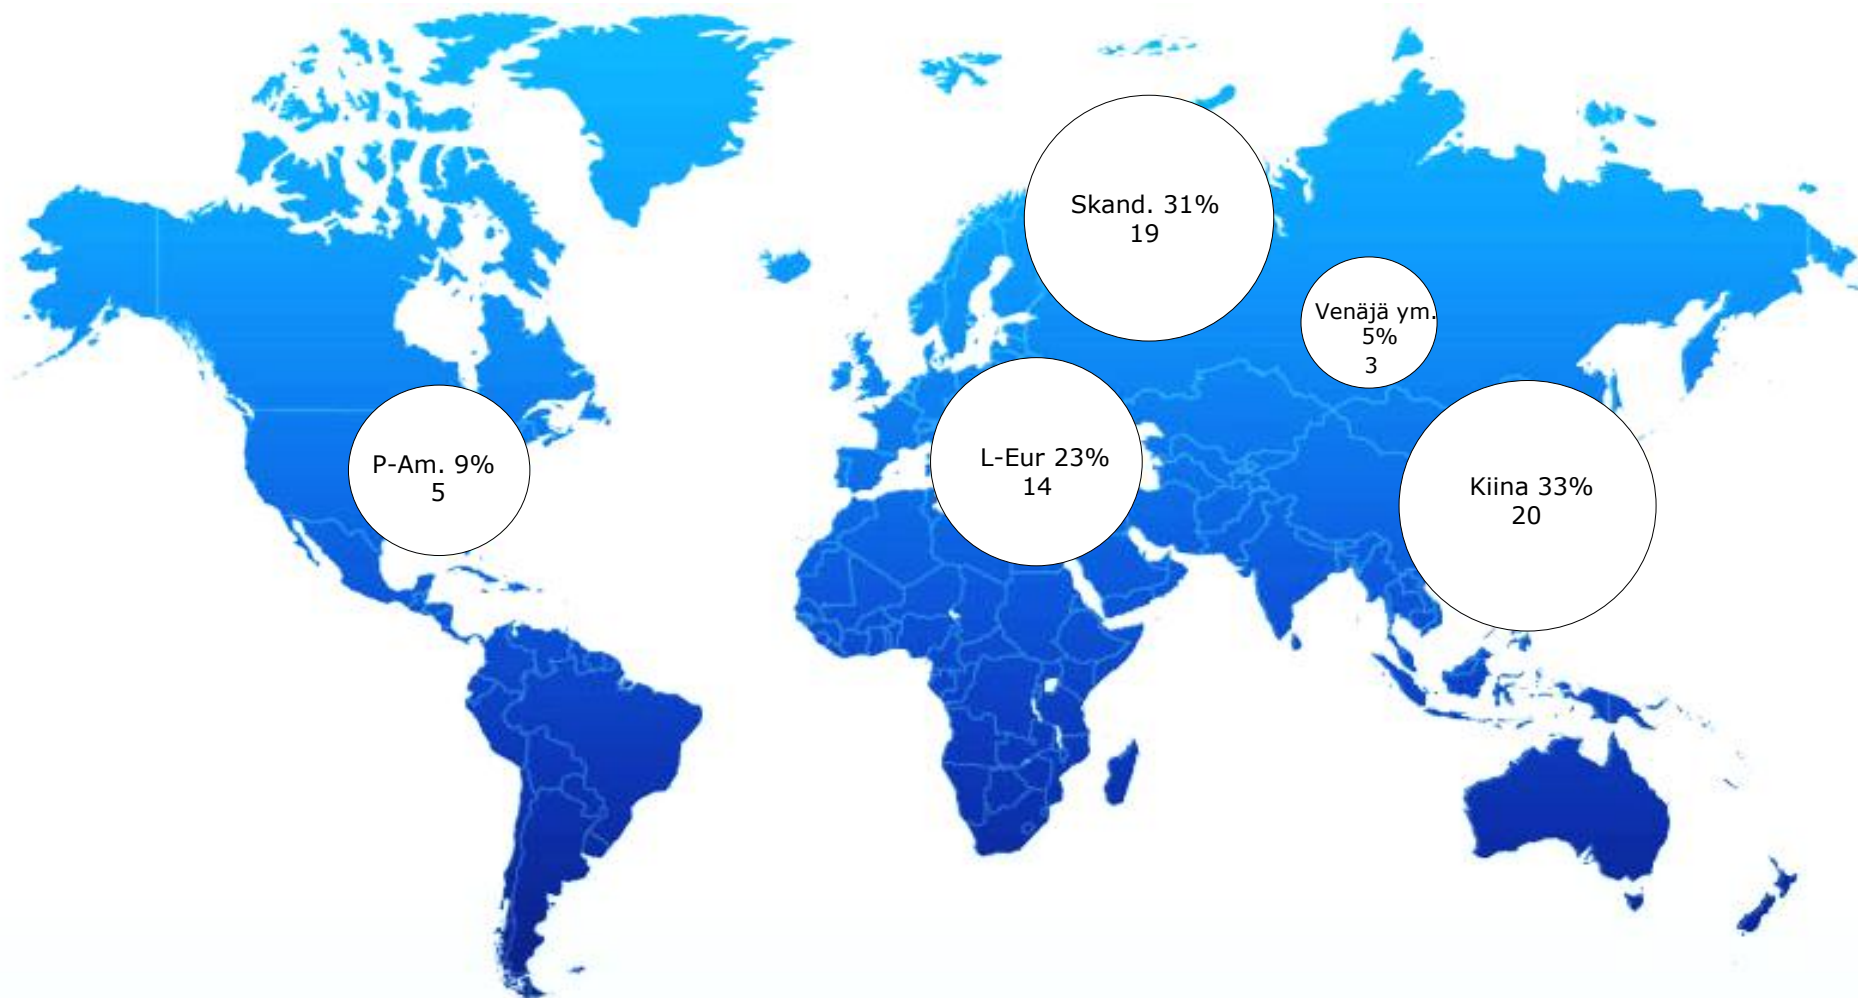 Skand. 31%
19
Venäjä ym.
5%
3
P-Am. 9%
5
L-Eur 23%
14
Kiina 33%
20